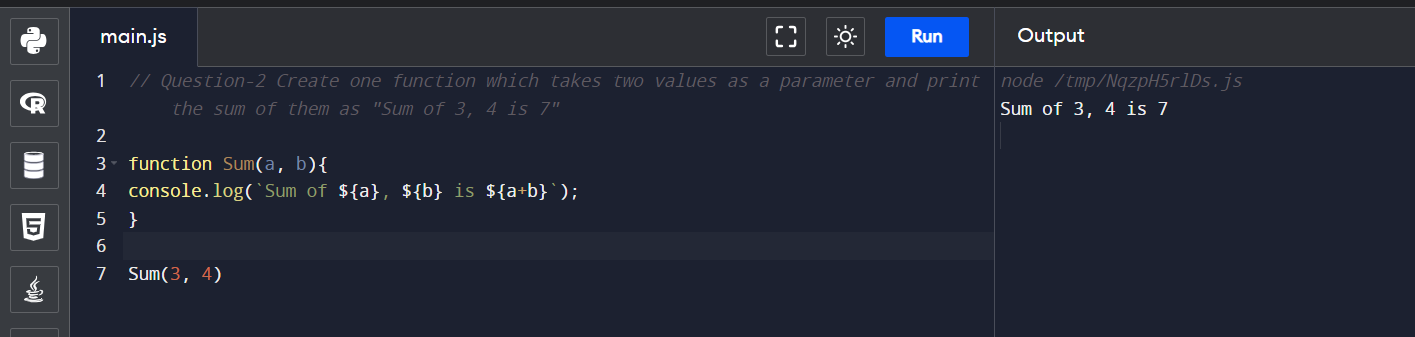 main.js
Run
Output
1 // Question-2 Create one function which takes two values as a parameter and print
the sum of them as "Sum of 3, 4 is 7"
2
3 function Sum(a, b){
4 console.log(`Sum of ${a}, ${b} is ${a+b}`);
5 }
6
7 Sum(3, 4)
node /tmp/NqzpH5rlDs.js
Sum of 3, 4 is 7